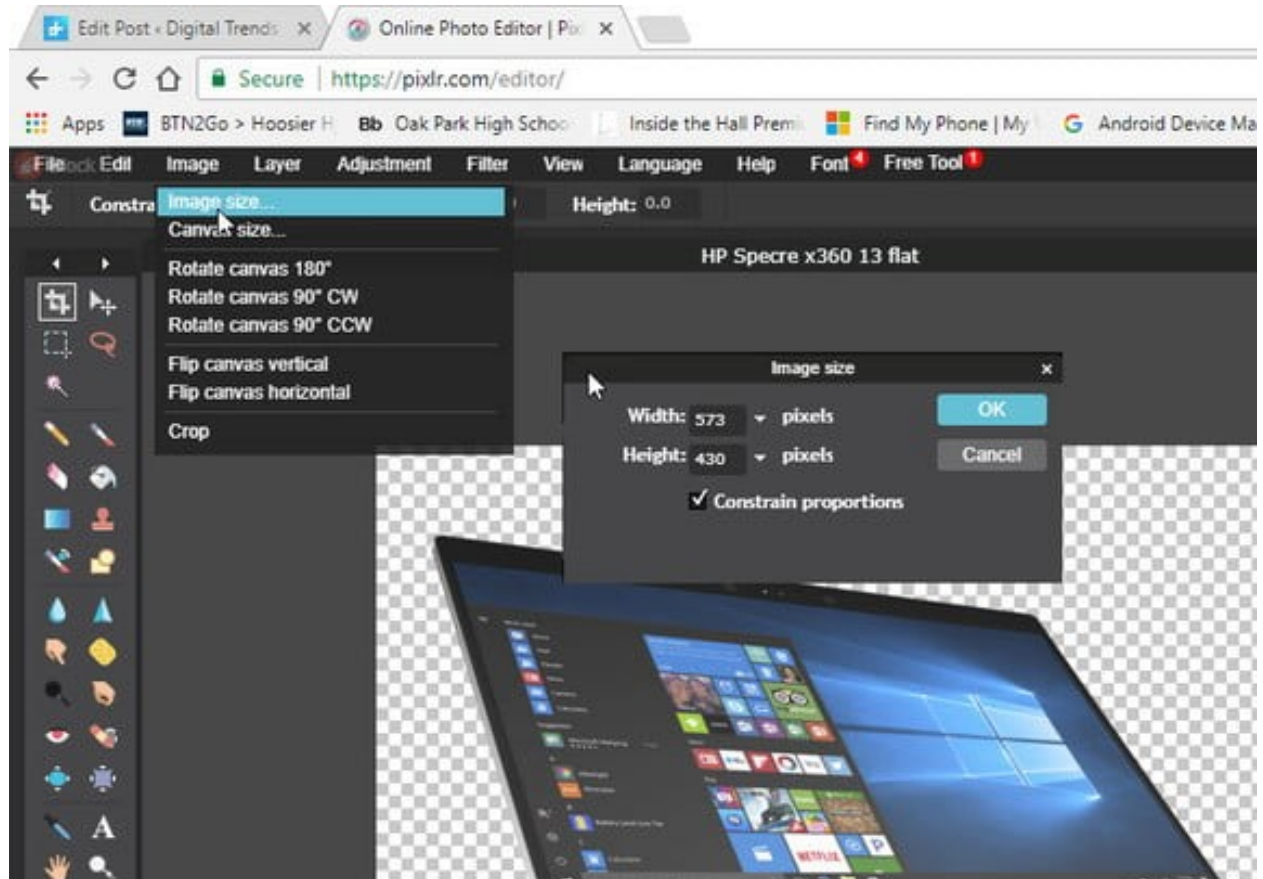 Edit Post « Digital Trends
Online Photo Editor | Pix
Secure | https://pixlr.com/editor/
Apps BTN2Go > Hoosier H Bb Oak Park High Schoo Inside the Hall Premi Find My Phone | My G Android Device Ma
File Edit Image Layer Adjustment Filter View Language Help Font 4 Free Tool 1
Constra Height: 0.0
Image size...
Canvas size...
HP Specre x360 13 flat
Rotate canvas 180°
Rotate canvas 90° CW
Rotate canvas 90° CCW
Flip canvas vertical
Flip canvas horizontal
Crop
Image size
Width: 573 pixels OK
Height: 430 pixels Cancel
Constrain proportions
A
NETFLIX